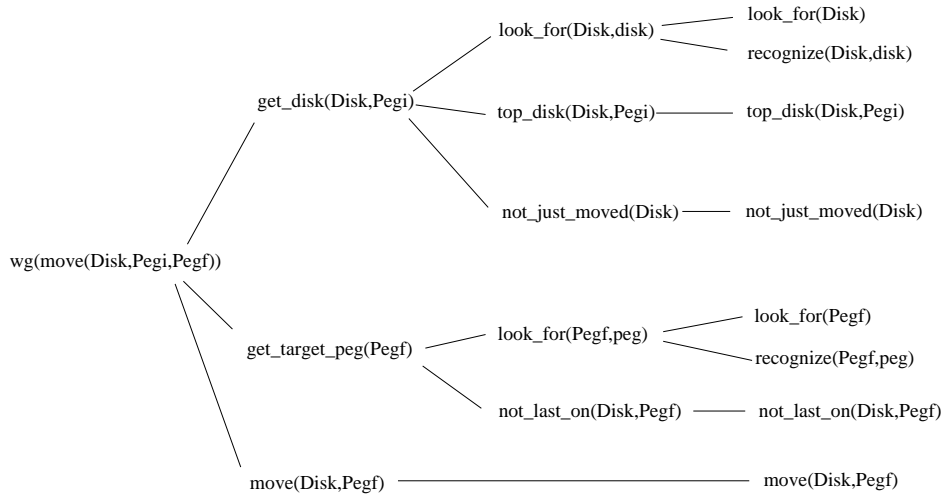 look_for(Disk,disk)
look_for(Disk)
recognize(Disk,disk)
get_disk(Disk,Pegi)
top_disk(Disk,Pegi)
top_disk(Disk,Pegi)
not_just_moved(Disk)
not_just_moved(Disk)
wg(move(Disk,Pegi,Pegf))
look_for(Pegf)
look_for(Pegf,peg)
get_target_peg(Pegf)
recognize(Pegf,peg)
not_last_on(Disk,Pegf)
not_last_on(Disk,Pegf)
move(Disk,Pegf)
move(Disk,Pegf)